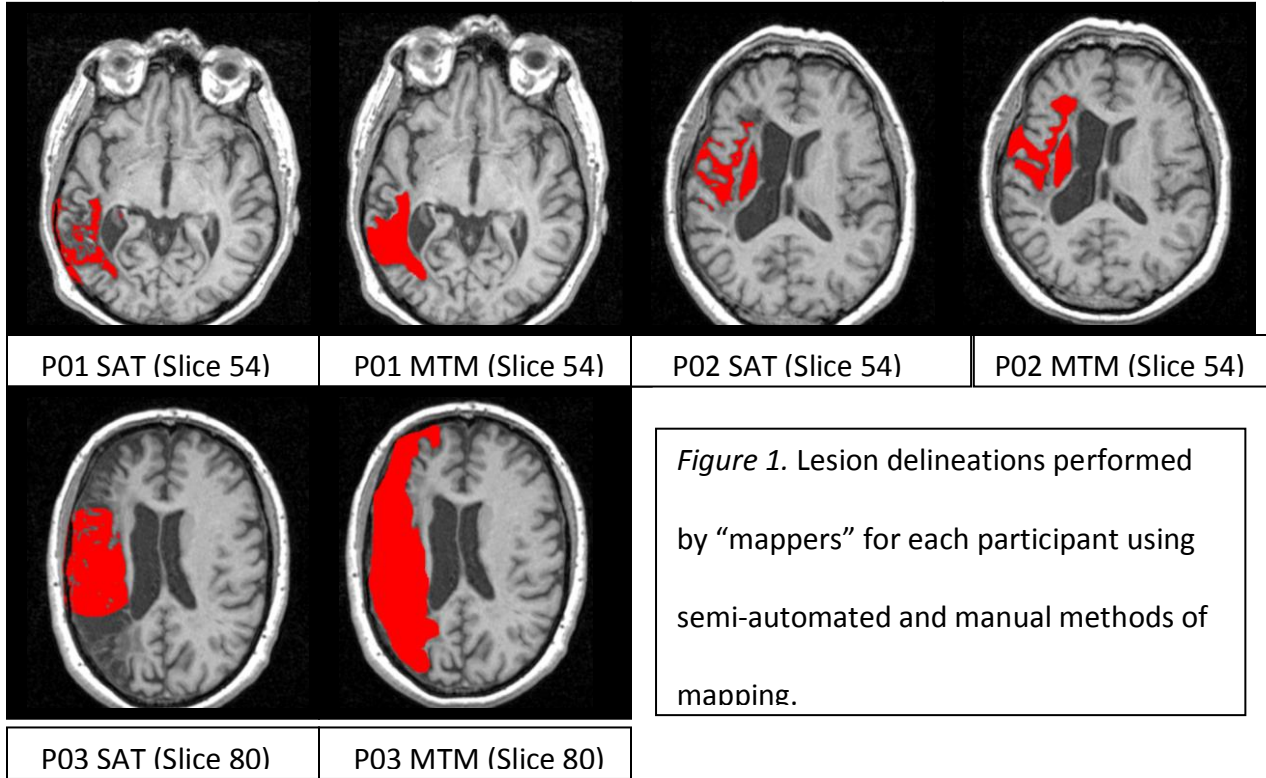 P01 SAT (Slice 54)
P01 MTM (Slice 54)
P02 SAT (Slice 54)
P02 MTM (Slice 54)
Figure 1. Lesion delineations performed
by “mappers” for each participant using
semi-automated and manual methods of
mapping.
P03 SAT (Slice 80)
P03 MTM (Slice 80)